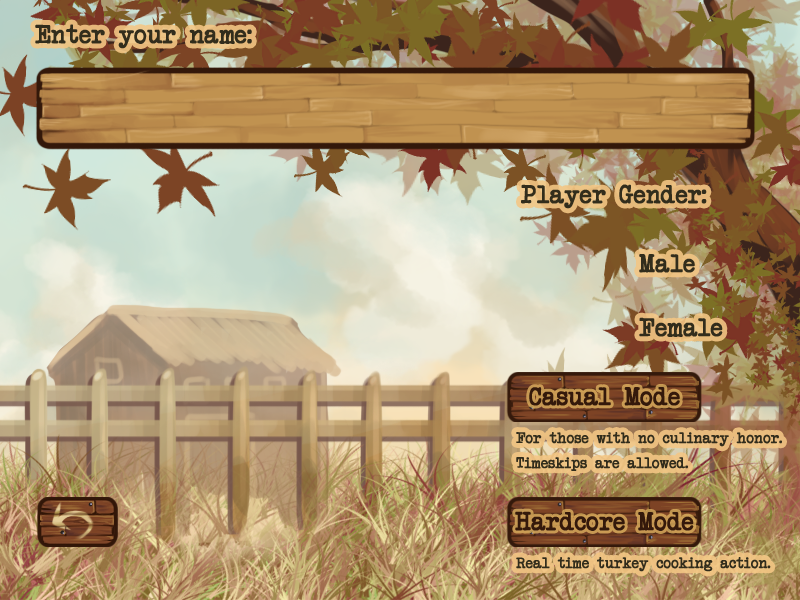 Enter your name:
Player Gender:
Male
Female
Casual Mode
For those with no culinary honor.
Timeskips are allowed.
Hardcore Mode
Real time turkey cooking action.